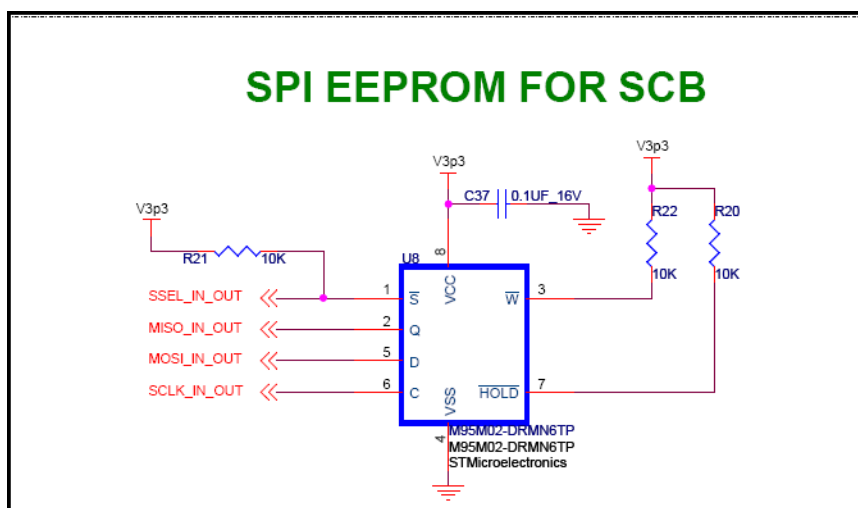 SPI EEPROM FOR SCB
V3p3
V3p3
V3p3
C37 0.1UF_16V
R22 R20
R21 10K
10K 10K
U8
8
VCC
SSEL_IN_OUT 1 S
W 3
MISO_IN_OUT 2 Q
MOSI_IN_OUT 5 D
SCLK_IN_OUT 6 C
HOLD 7
VSS
4
M95M02-DRMN6TP
M95M02-DRMN6TP
STMicroelectronics